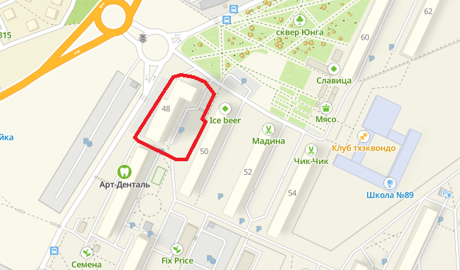 62
сквер Юнга
60
815
Славица
48
Ice beer
Мясо
йка
Мадина
Клуб тхэквондо
50
Чик-Чик
52
Арт-Денталь
54
Школа №89
Семена
Fix Price